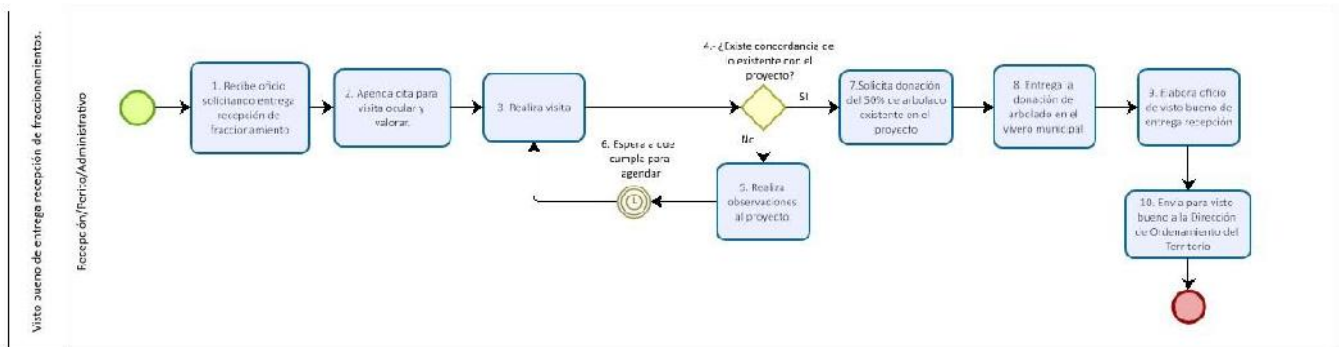 Visto bueno de entrega recepción de fraccionamientos.
Recepción/Perito/Administrativo
1. Recibe oficio
solicitando entrega
recepción de
fraccionamiento
2. Agenda cita para
visita ocular y
valorar.
3. Realiza visita
4.- ¿Existe concordancia de
lo existente con el
proyecto?
SI
No
5. Realiza
observaciones
al proyecto
6. Espera a que
cumpla para
agendar
7.Solicita donación
del 50% de arbolado
existente en el
proyecto
8. Entrega la
donación de
arbolado en el
vivero municipal
9. Elabora oficio
de visto bueno de
entrega recepción
10. Envia para visto
bueno a la Dirección
de Ordenamiento del
Territorio